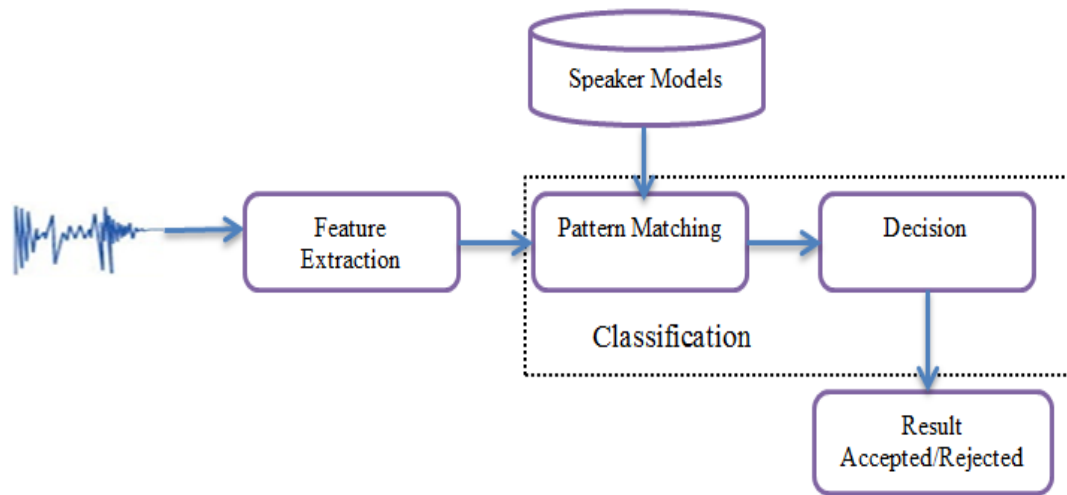 Speaker Models
Feature
Extraction
Pattern Matching
Decision
Classification
Result
Accepted/Rejected